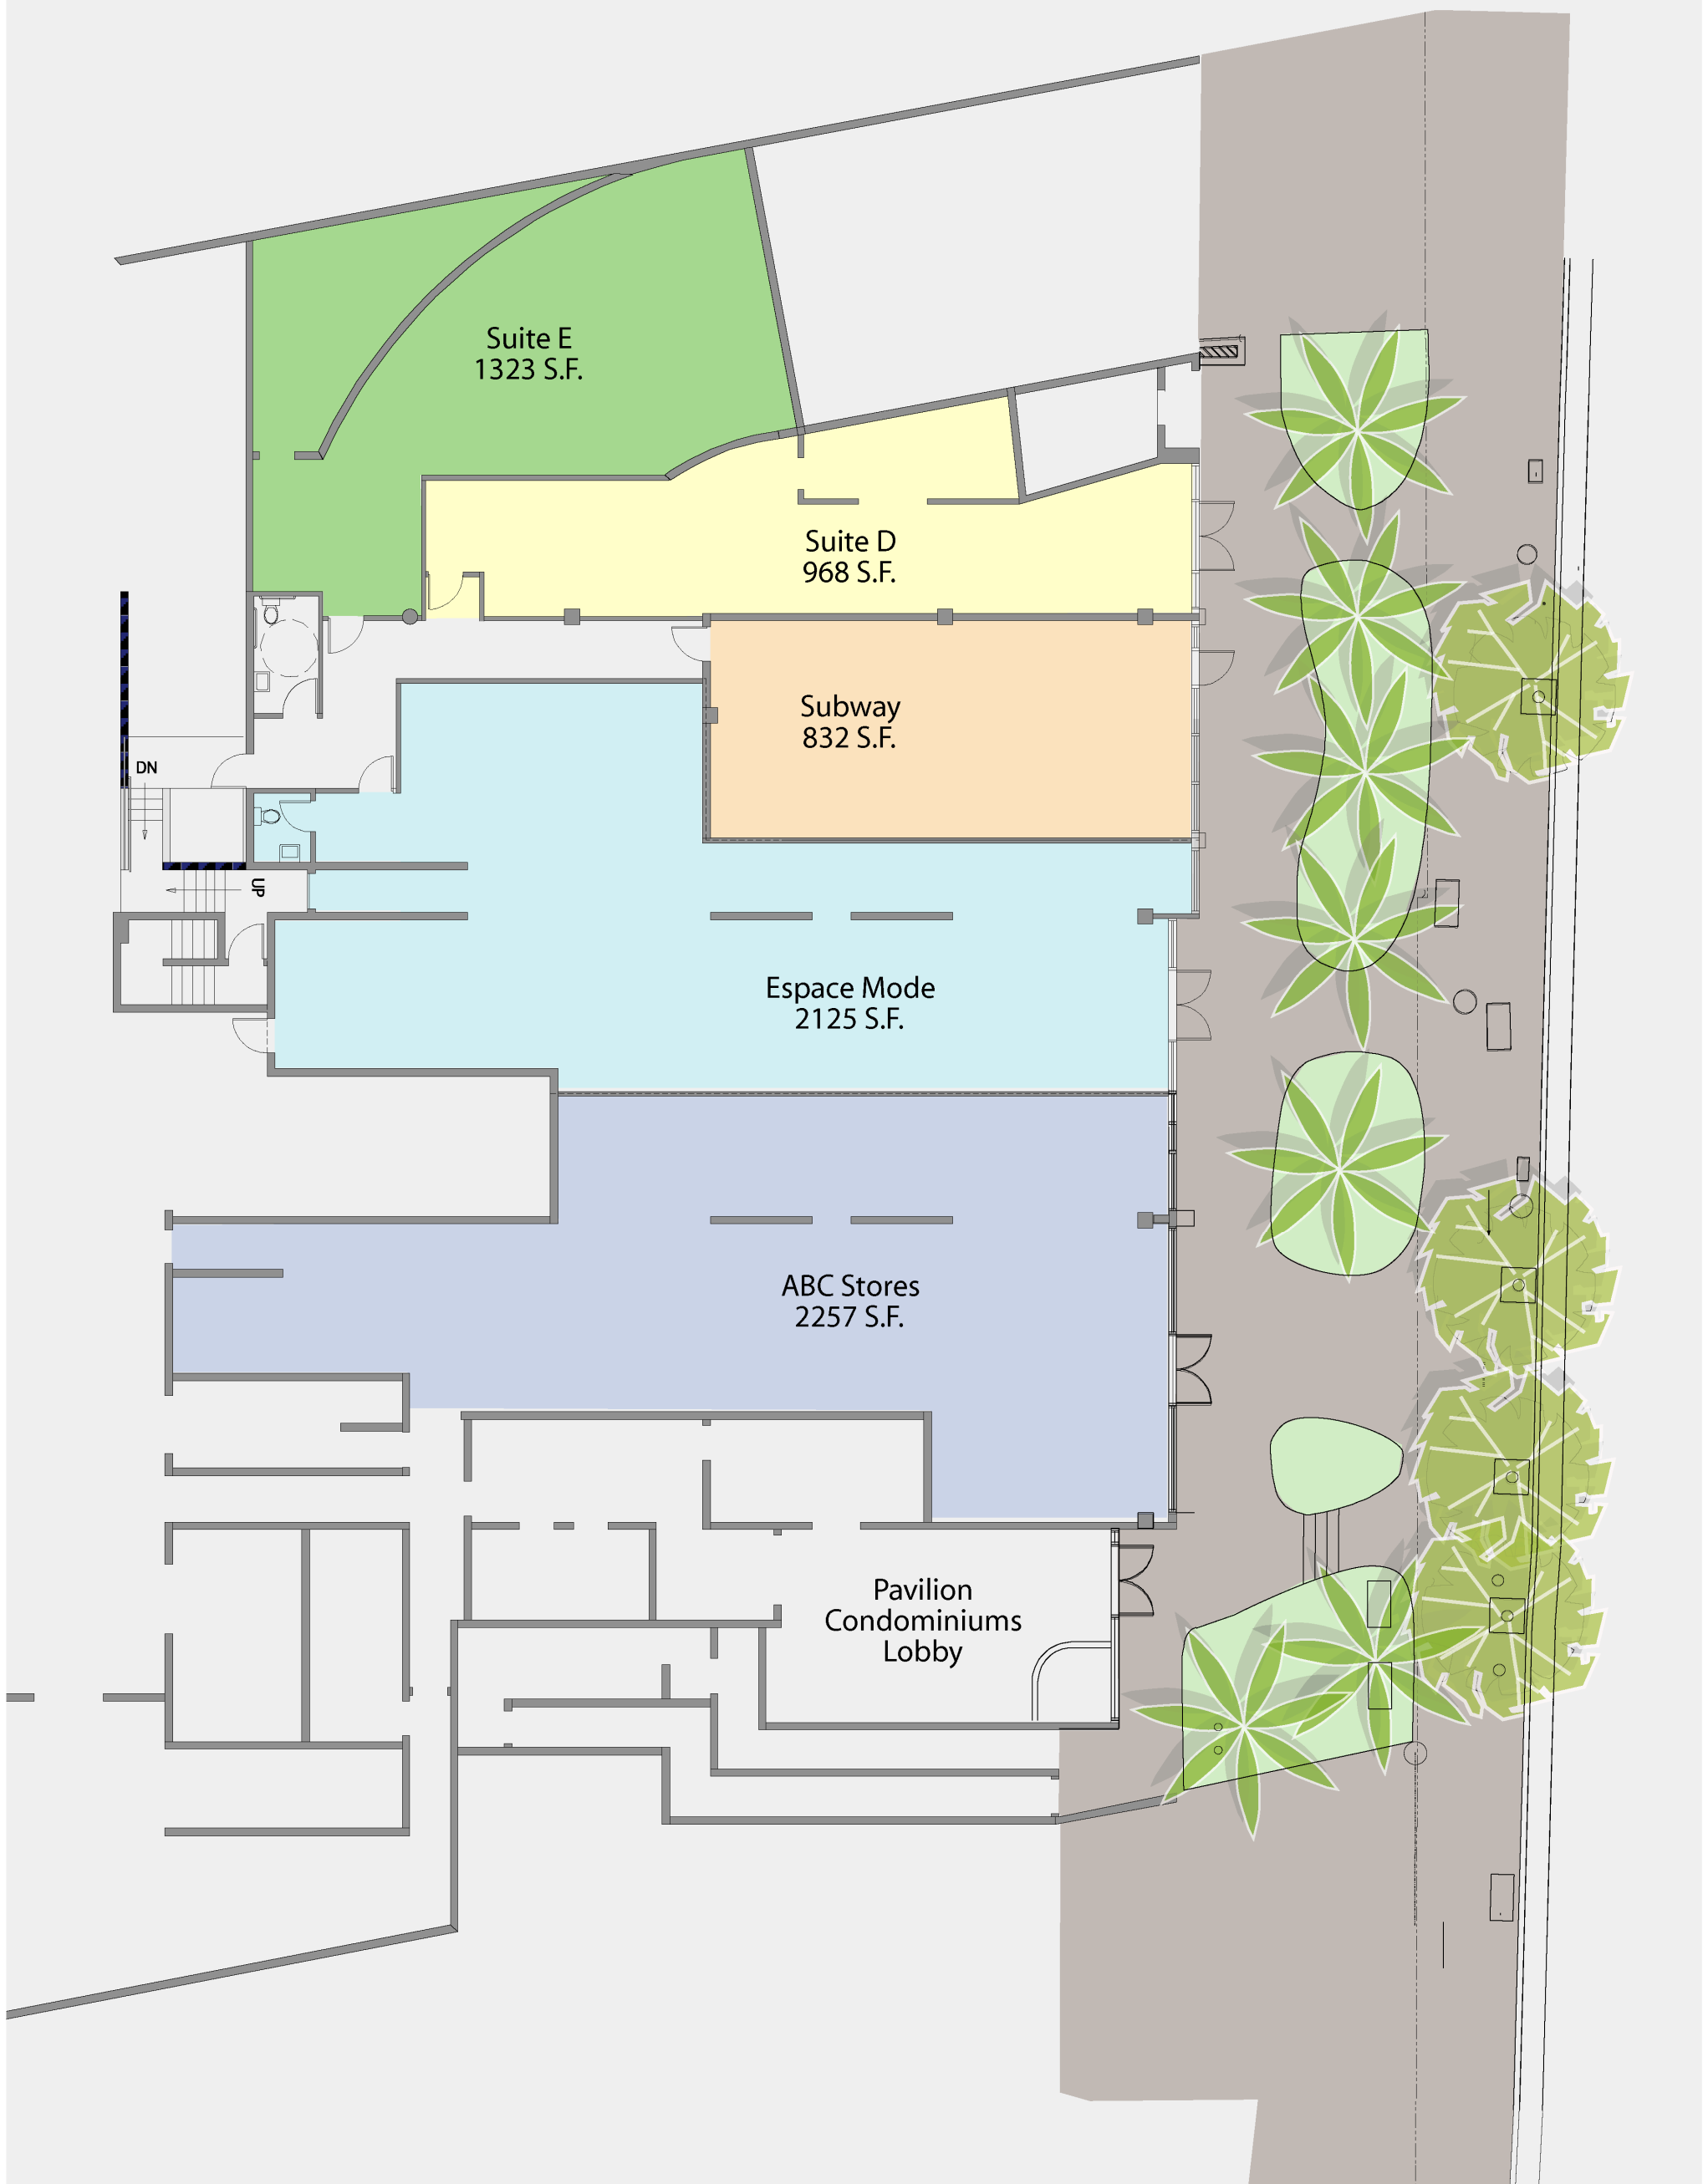 Suite E
1323 S.F.
Suite D
968 S.F.
Subway
832 S.F.
DN
UP
Espace Mode
2125 S.F.
ABC Stores
2257 S.F.
Pavilion
Condominiums
Lobby